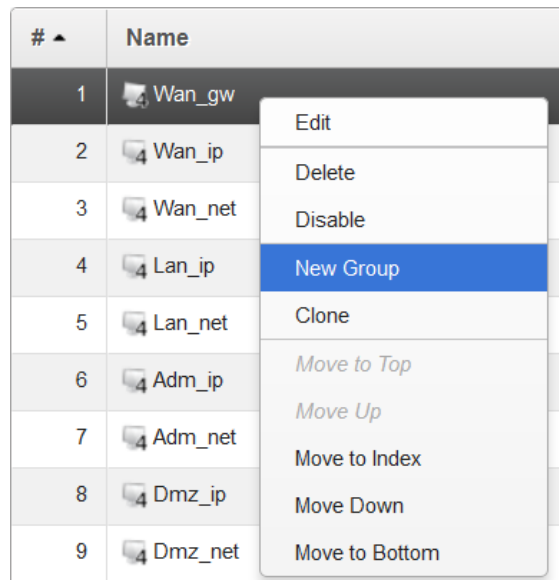 # Name
1 Wan_gw
Edit
2 Wan_ip
Delete
3 Wan_net
Disable
4 Lan_ip
New Group
5 Lan_net
Clone
6 Adm_ip
Move to Top
7 Adm_net
Move Up
Move to Index
8 Dmz_ip
Move Down
9 Dmz_net
Move to Bottom